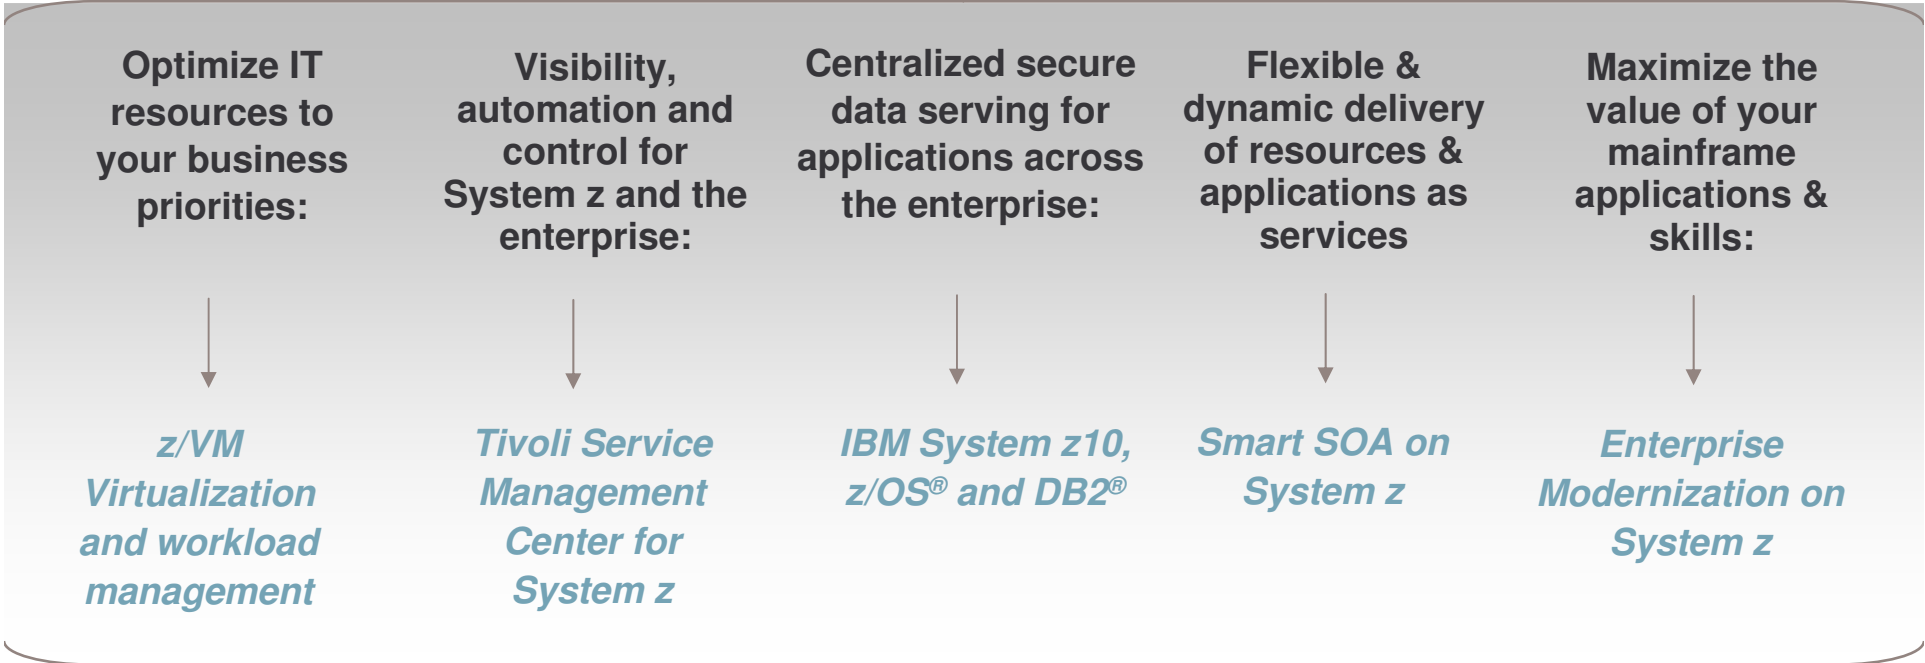 Optimize IT
resources to
your business
priorities:
Visibility,
automation and
control for
System z and the
enterprise:
Centralized secure
data serving for
applications across
the enterprise:
Flexible &
dynamic delivery
of resources &
applications as
services
Maximize the
value of your
mainframe
applications &
skills:
z/VM
Virtualization
and workload
management
Tivoli Service
Management
Center for
System z
IBM System z10,
z/OS® and DB2®
Smart SOA on
System z
Enterprise
Modernization on
System z